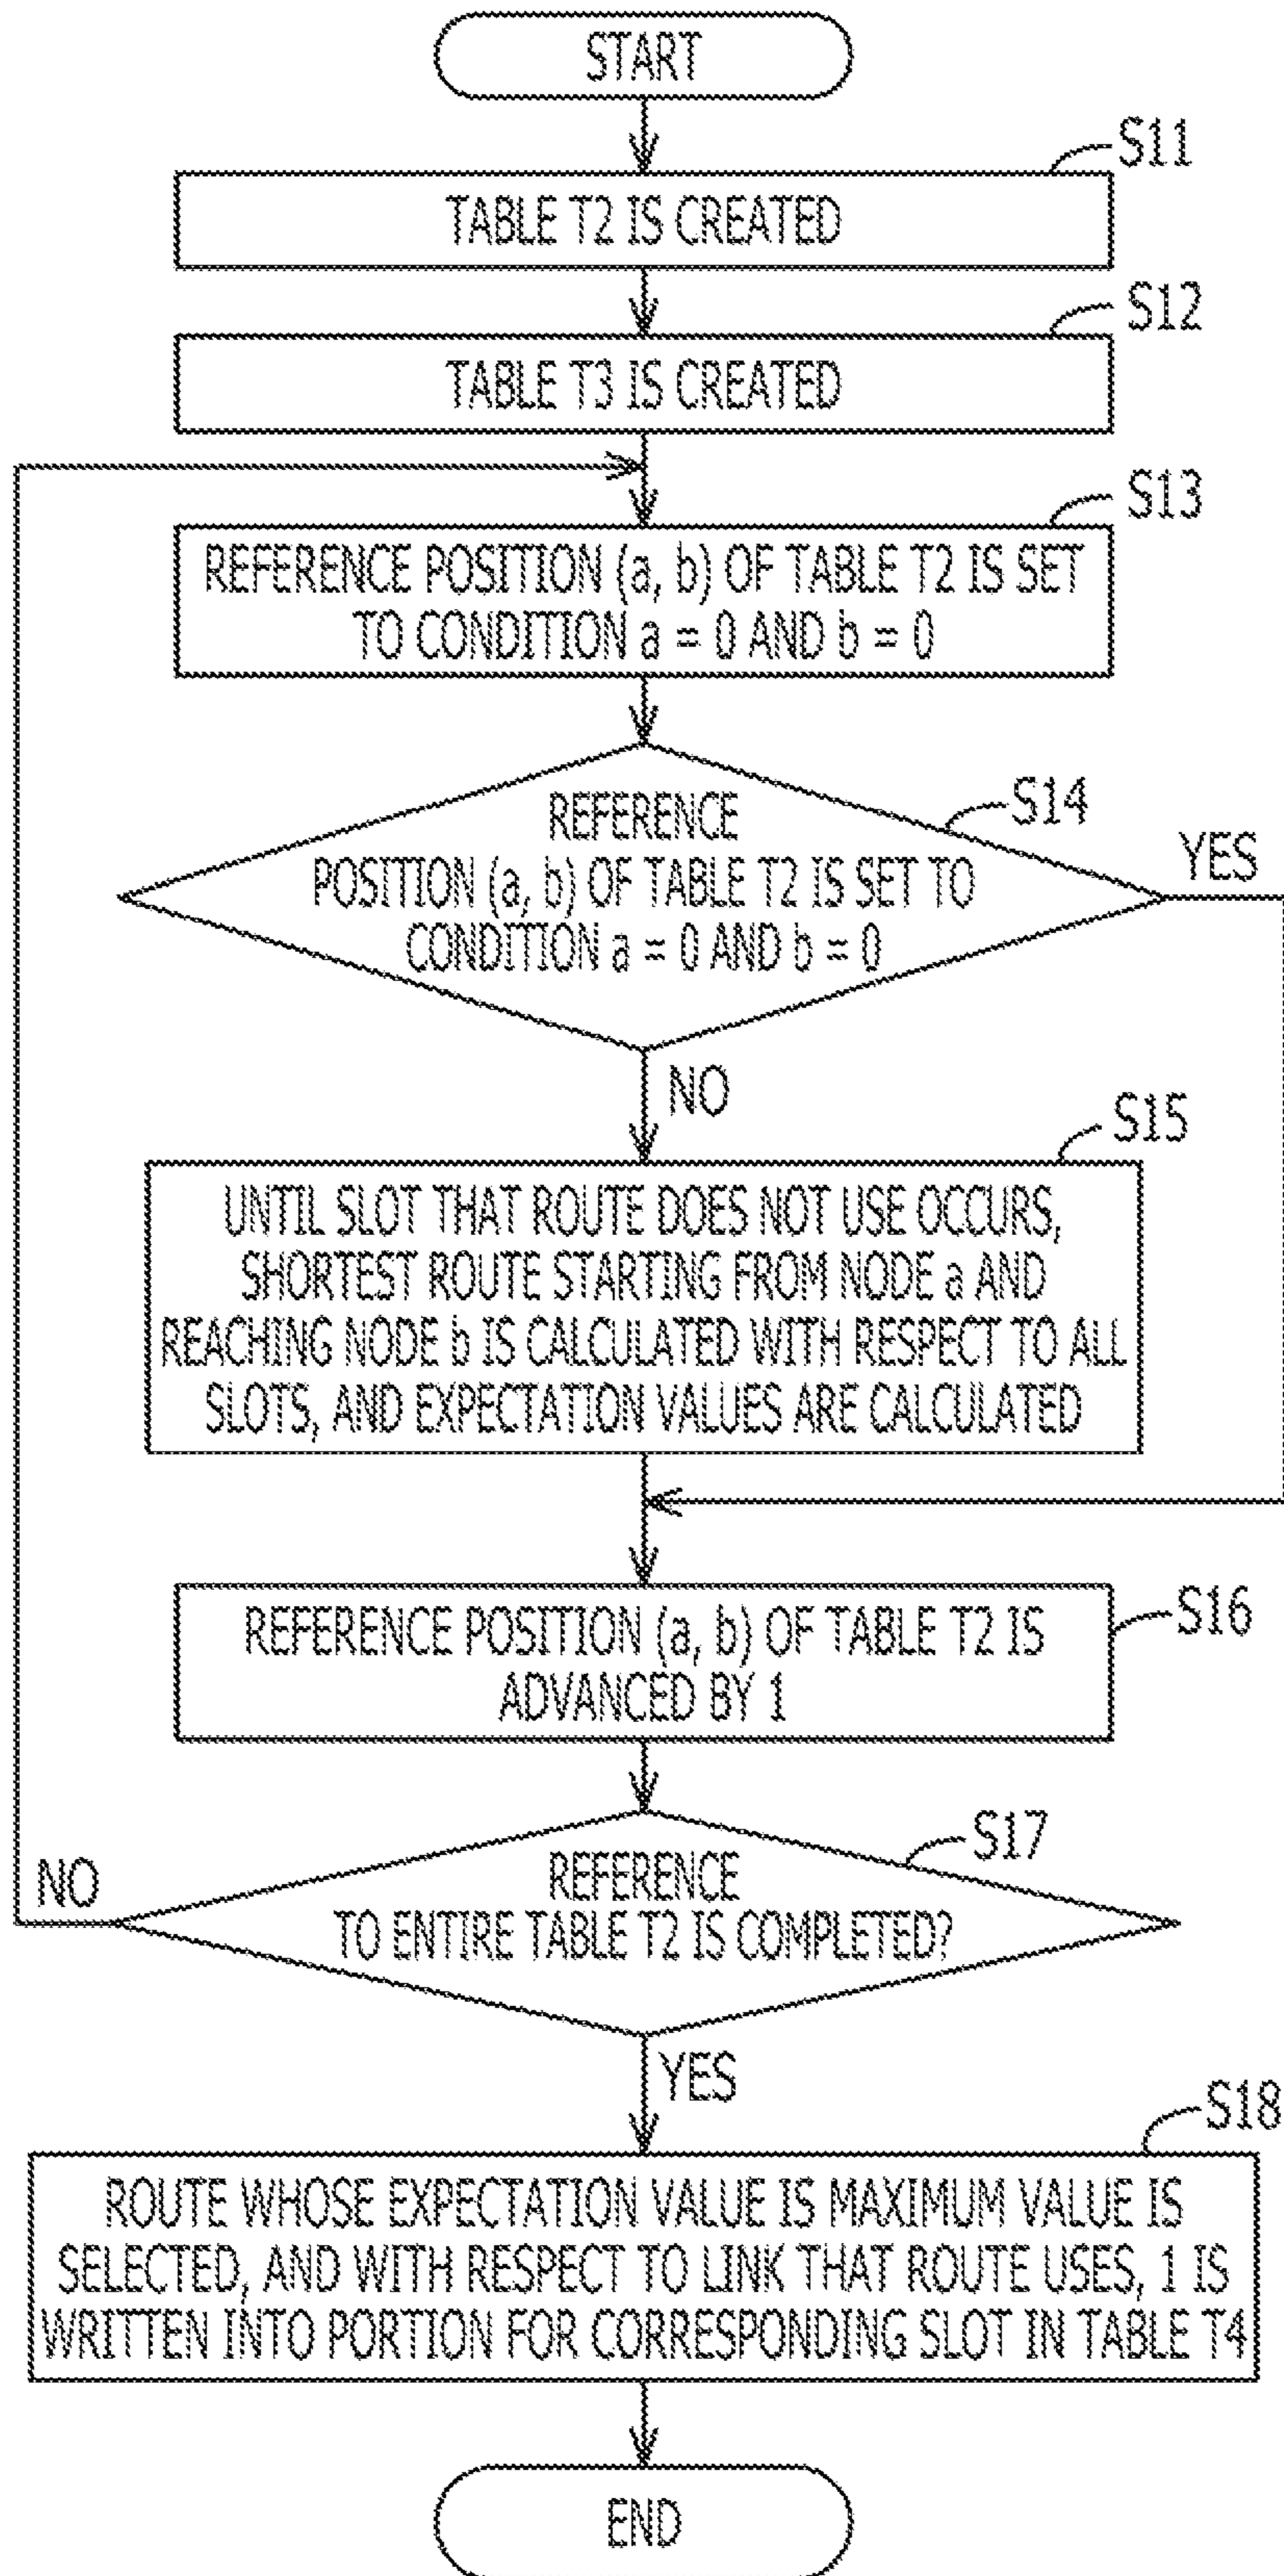 START
S11
TABLE T2 IS CREATED
S12
TABLE T3 IS CREATED
S13
REFERENCE POSITION (a, b) OF TABLE T2 IS SET
TO CONDITION a = 0 AND b = 0
S14
REFERENCE
POSITION (a, b) OF TABLE T2 IS SET TO
CONDITION a = 0 AND b = 0
YES
NO
S15
UNTIL SLOT THAT ROUTE DOES NOT USE OCCURS,
SHORTEST ROUTE STARTING FROM NODE a AND
REACHING NODE b IS CALCULATED WITH RESPECT TO ALL
SLOTS, AND EXPECTATION VALUES ARE CALCULATED
S16
REFERENCE POSITION (a, b) OF TABLE T2 IS
ADVANCED BY 1
S17
REFERENCE
TO ENTIRE TABLE T2 IS COMPLETED?
NO
YES
S18
ROUTE WHOSE EXPECTATION VALUE IS MAXIMUM VALUE IS
SELECTED, AND WITH RESPECT TO LINK THAT ROUTE USES, 1 IS
WRITTEN INTO PORTION FOR CORRESPONDING SLOT IN TABLE T4
END